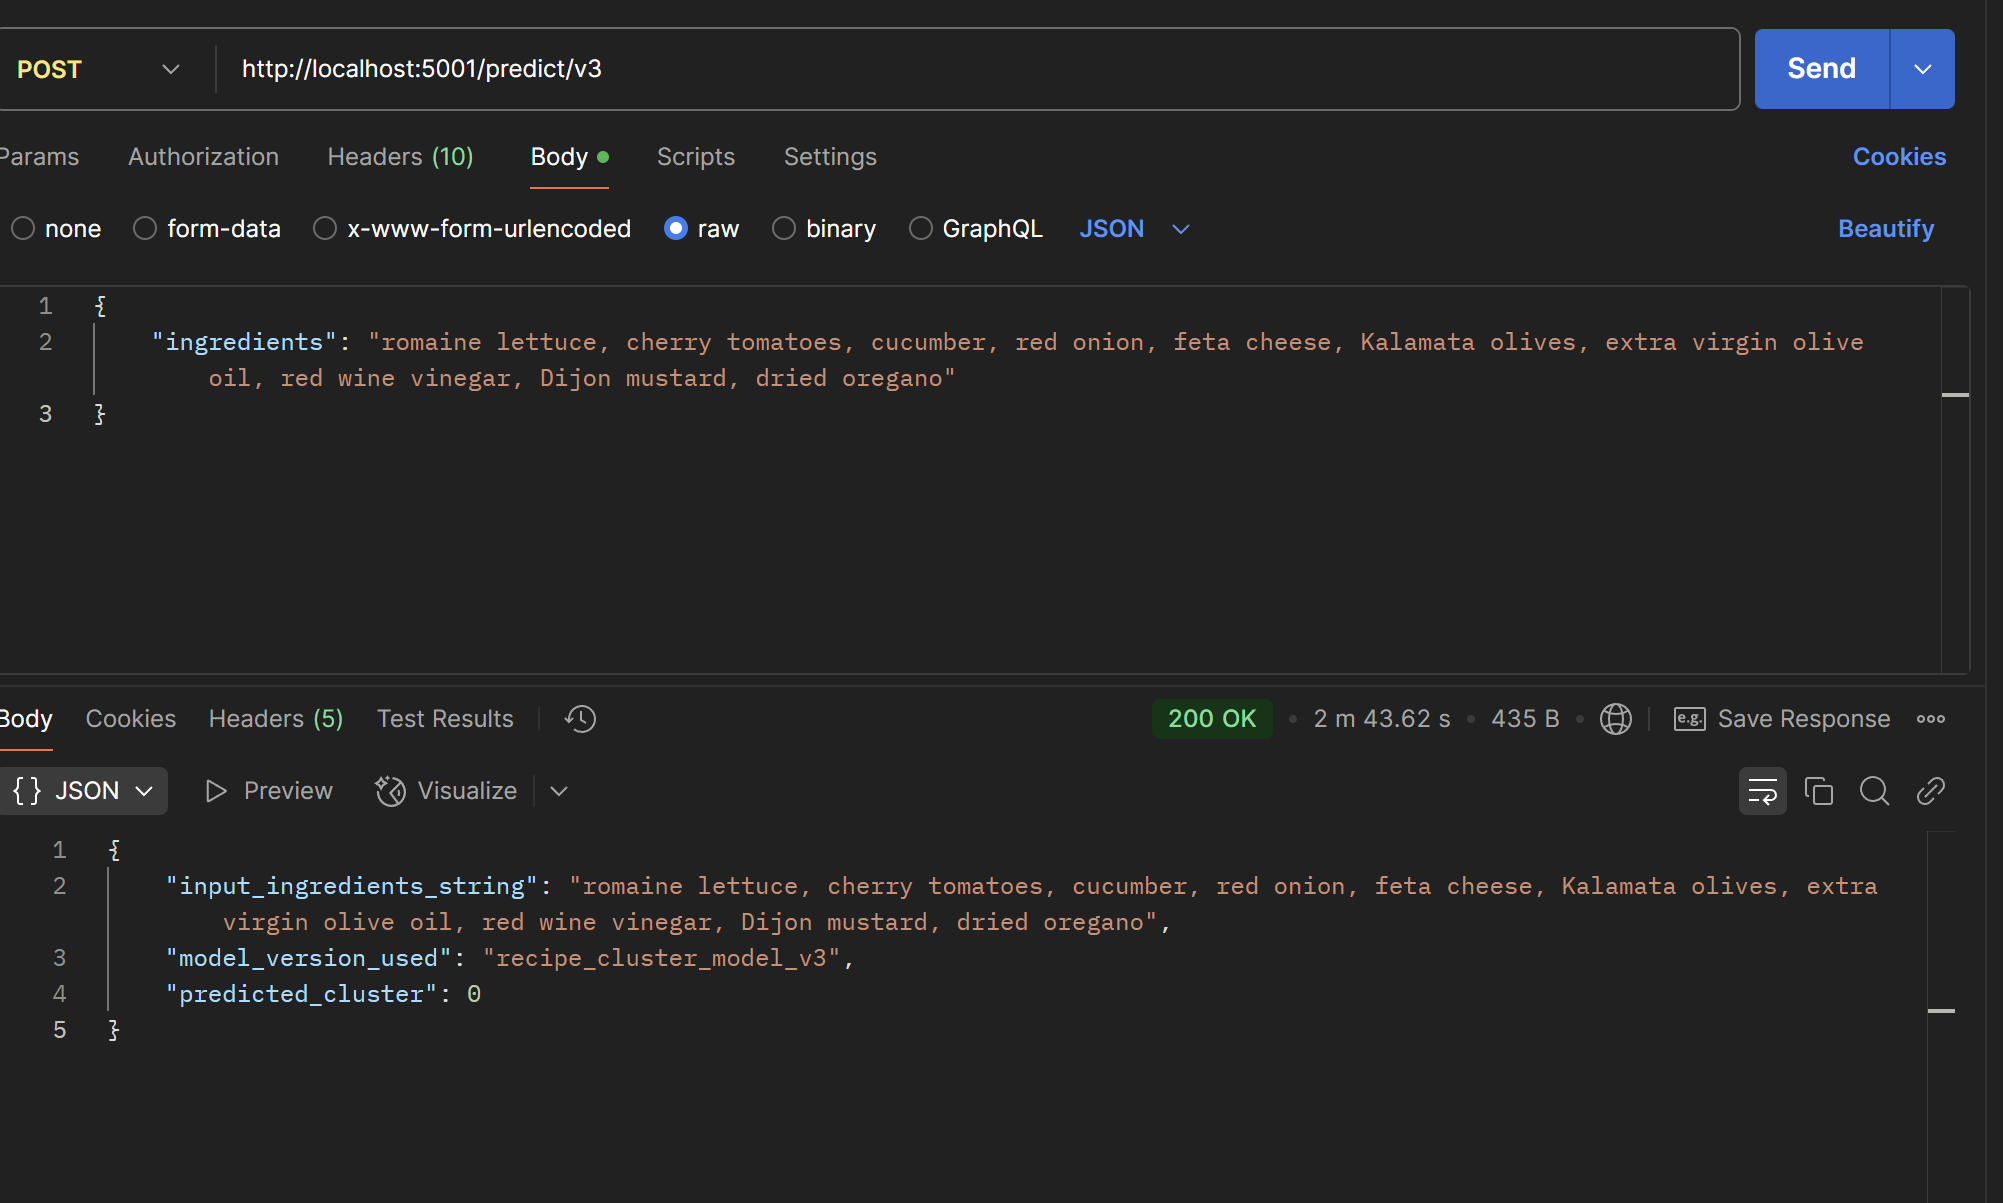 POST http://localhost:5001/predict/v3 Send
Params Authorization Headers (10) Body Scripts Settings Cookies
none form-data x-www-form-urlencoded raw binary GraphQL JSON Beautify
1 {
2 "ingredients": "romaine lettuce, cherry tomatoes, cucumber, red onion, feta cheese, Kalamata olives, extra virgin olive
oil, red wine vinegar, Dijon mustard, dried oregano"
3 }
Body Cookies Headers (5) Test Results 200 OK • 2 m 43.62 s • 435 B • e.g. Save Response
{} JSON Preview Visualize
1 {
2 "input_ingredients_string": "romaine lettuce, cherry tomatoes, cucumber, red onion, feta cheese, Kalamata olives, extra
virgin olive oil, red wine vinegar, Dijon mustard, dried oregano",
3 "model_version_used": "recipe_cluster_model_v3",
4 "predicted_cluster": 0
5 }